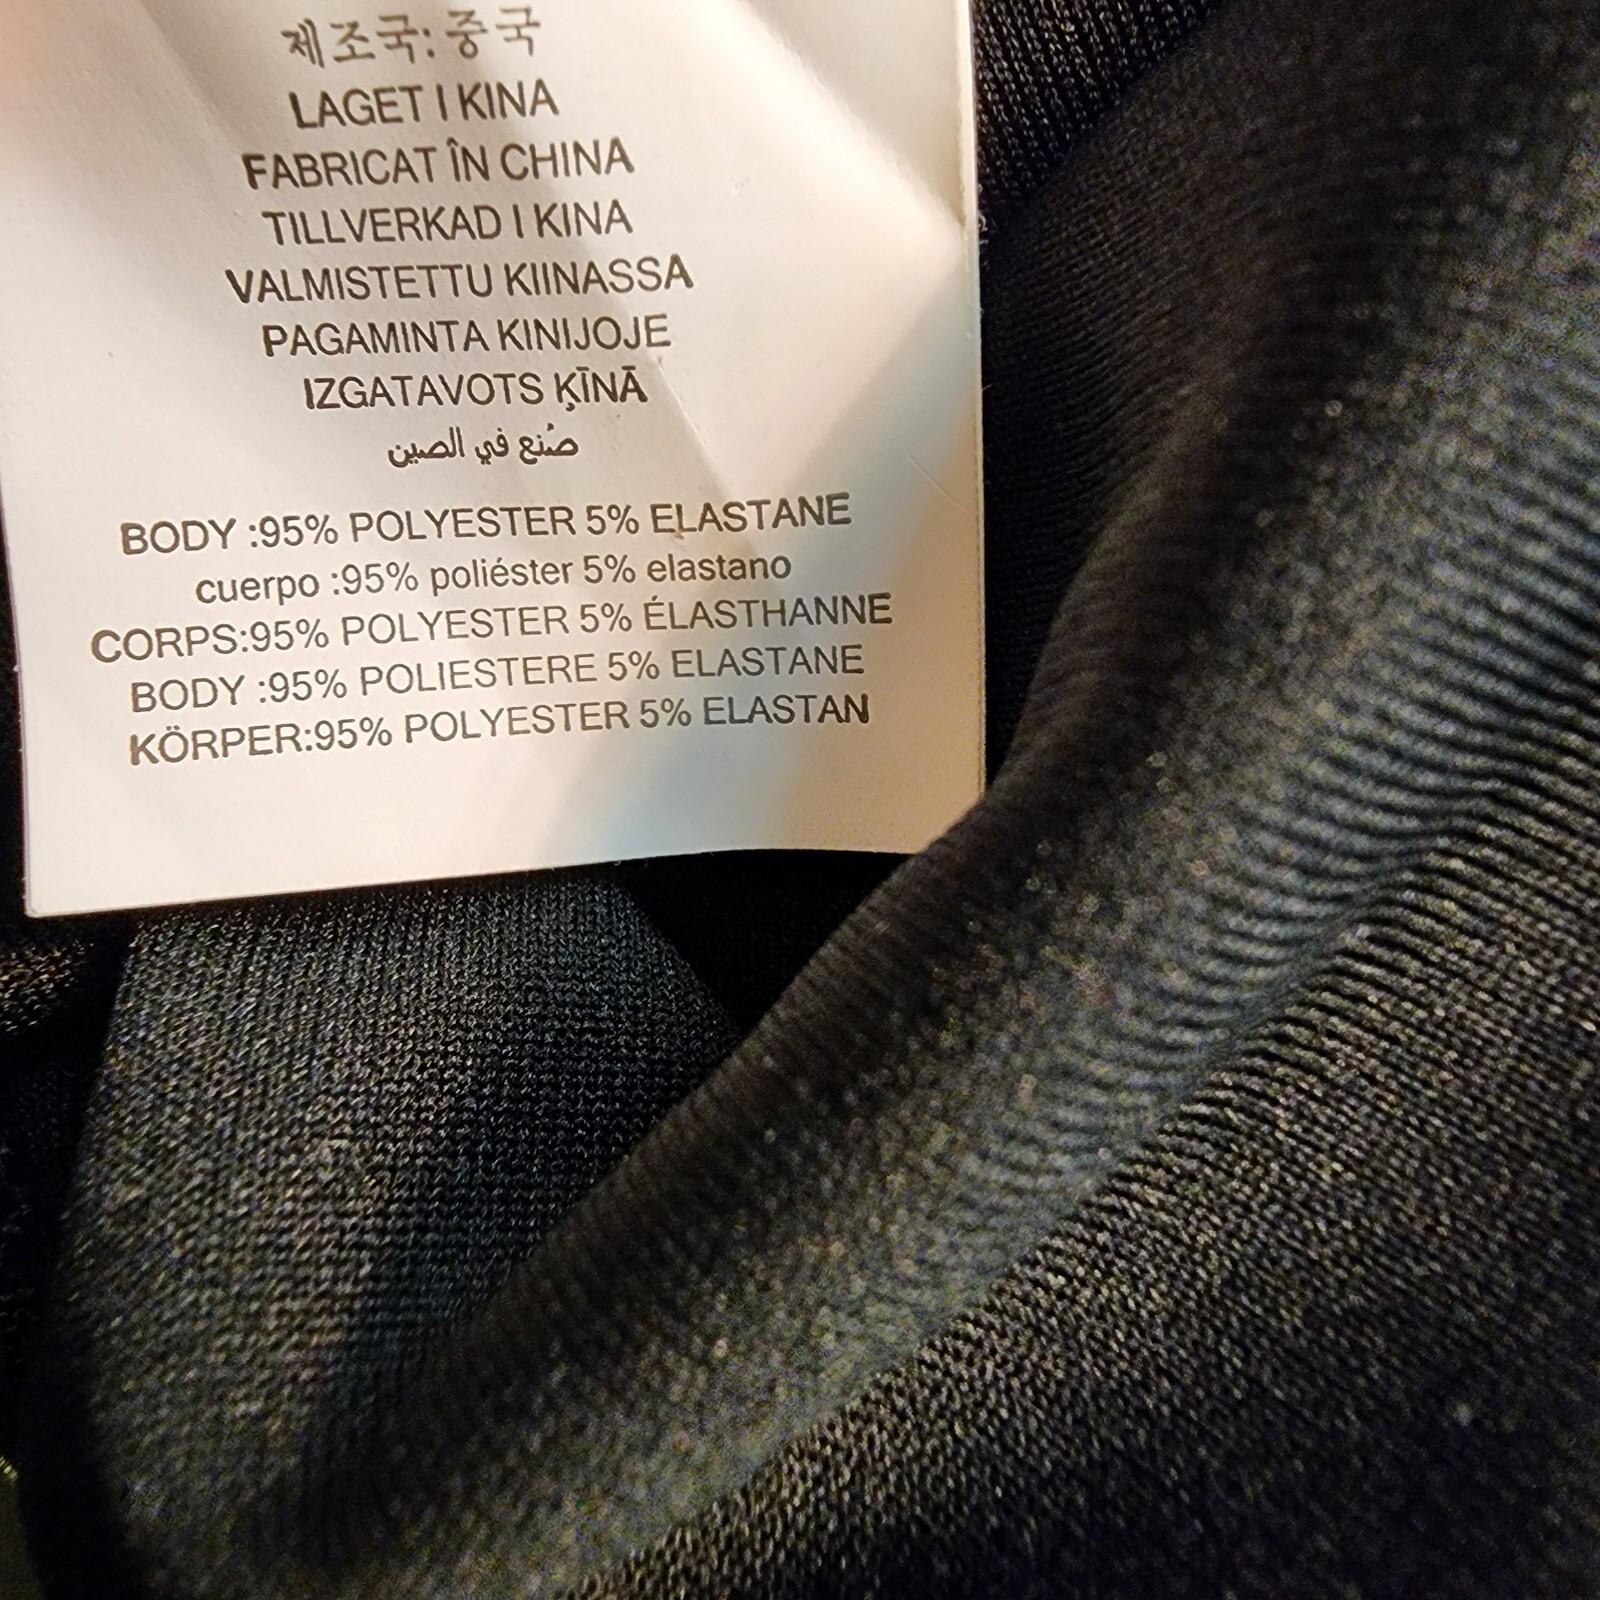 제조국: 중국
LAGET I KINA
FABRICAT ÎN CHINA
TILLVERKAD I KINA
VALMISTETTU KIINASSA
PAGAMINTA KINIJOJE
IZGATAVOTS ĶĪNĀ
صُنع في الصين
BODY :95% POLYESTER 5% ELASTANE
cuerpo :95% poliéster 5% elastano
CORPS:95% POLYESTER 5% ÉLASTHANNE
BODY :95% POLIESTERE 5% ELASTANE
KÖRPER:95% POLYESTER 5% ELASTAN